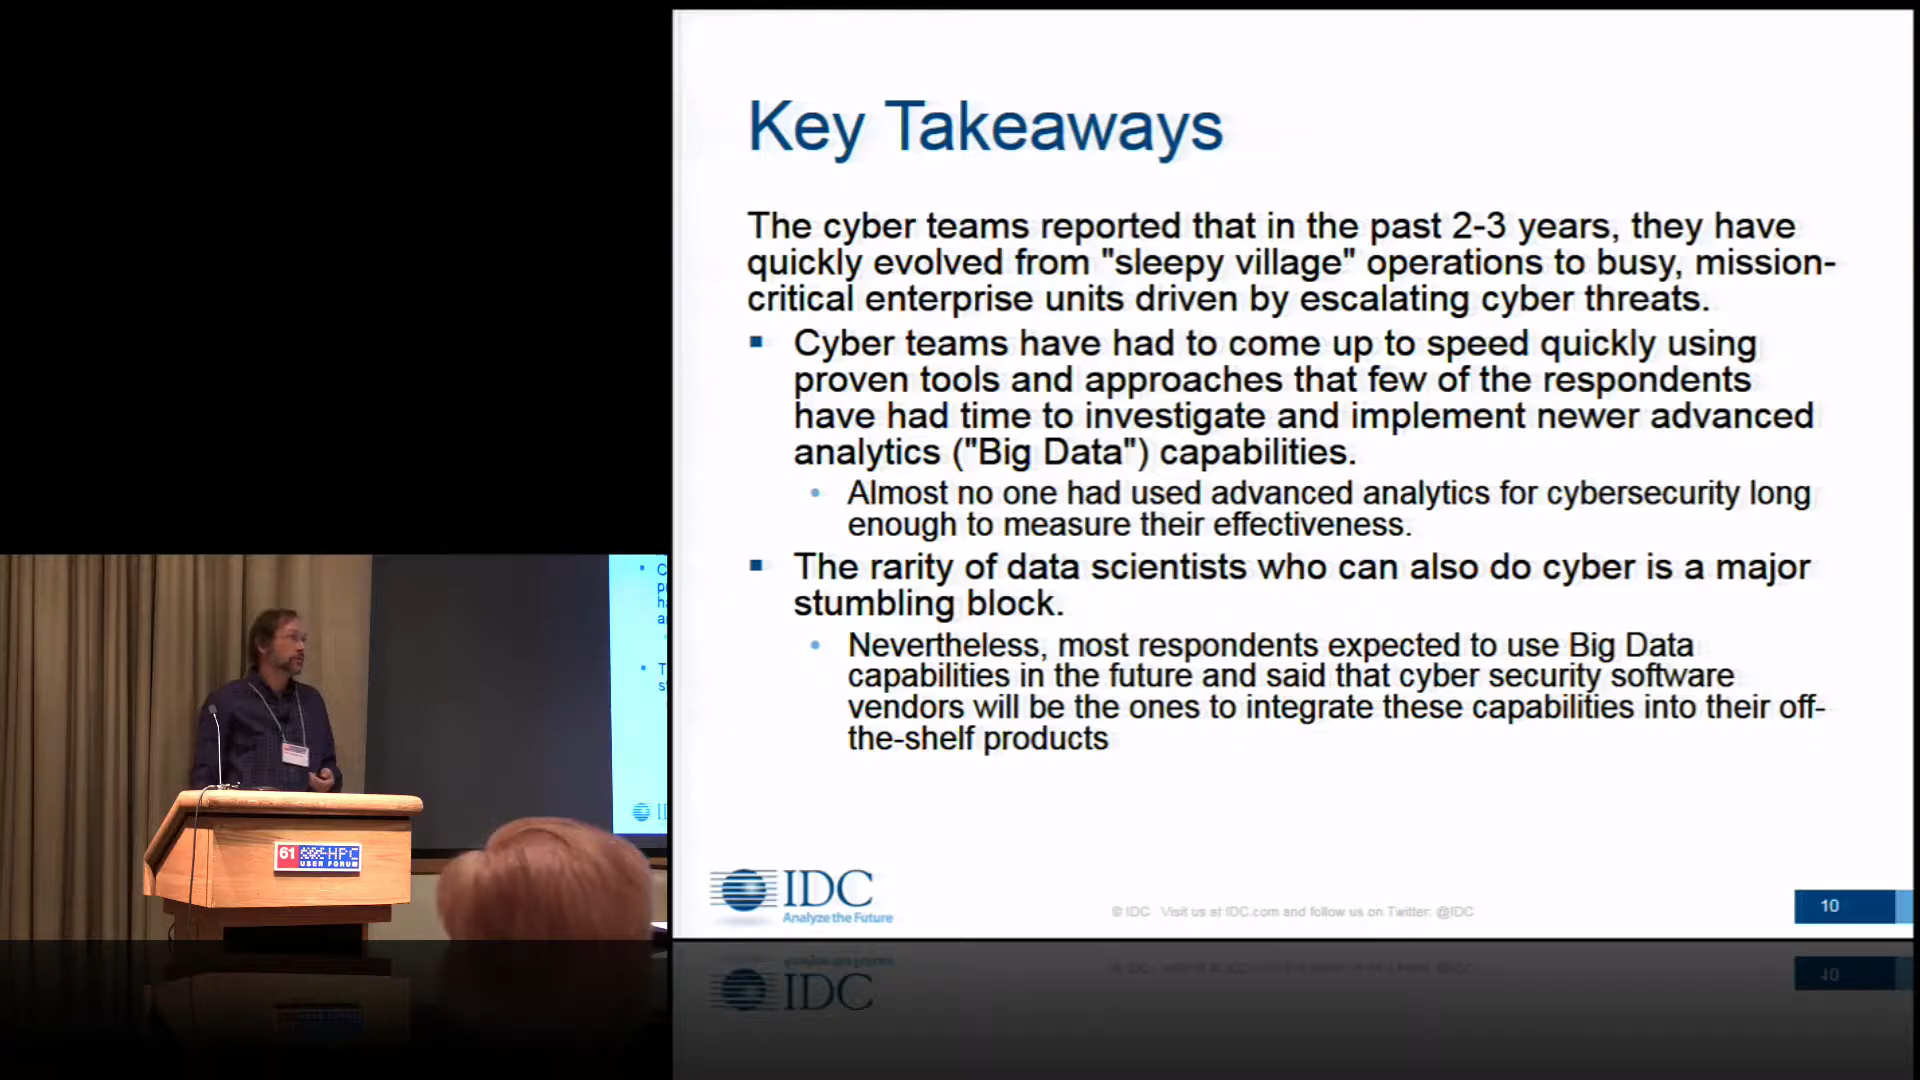 Key Takeaways
The cyber teams reported that in the past 2-3 years, they have
quickly evolved from "sleepy village" operations to busy, mission-
critical enterprise units driven by escalating cyber threats.
Cyber teams have had to come up to speed quickly using
proven tools and approaches that few of the respondents
have had time to investigate and implement newer advanced
analytics ("Big Data") capabilities.
Almost no one had used advanced analytics for cybersecurity long
enough to measure their effectiveness.
The rarity of data scientists who can also do cyber is a major
stumbling block.
Nevertheless, most respondents expected to use Big Data
capabilities in the future and said that cyber security software
vendors will be the ones to integrate these capabilities into their off-
the-shelf products
IDC
Analyze the Future
© IDC Visit us at IDC.com and follow us on Twitter: @IDC
10
61
HPC
USER FORUM